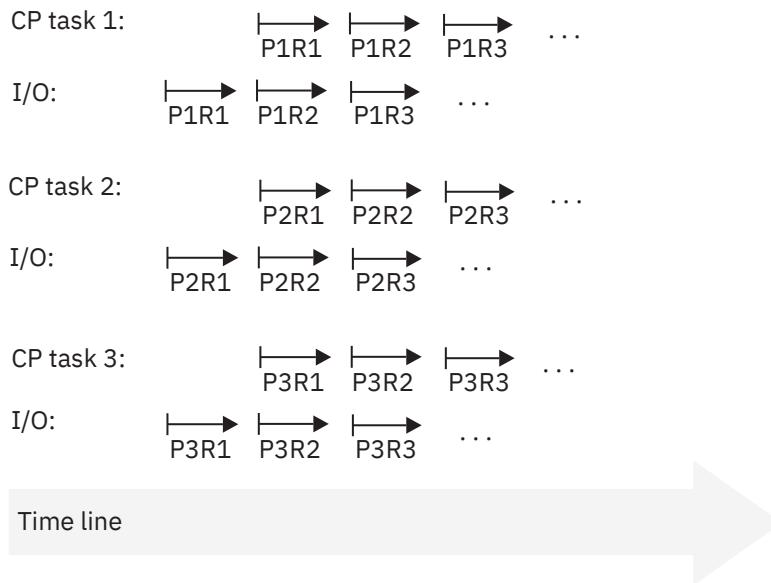 CP task 1:
P1R1 P1R2 P1R3 ...
I/O:
P1R1 P1R2 P1R3 ...
CP task 2:
P2R1 P2R2 P2R3 ...
I/O:
P2R1 P2R2 P2R3 ...
CP task 3:
P3R1 P3R2 P3R3 ...
I/O:
P3R1 P3R2 P3R3 ...
Time line